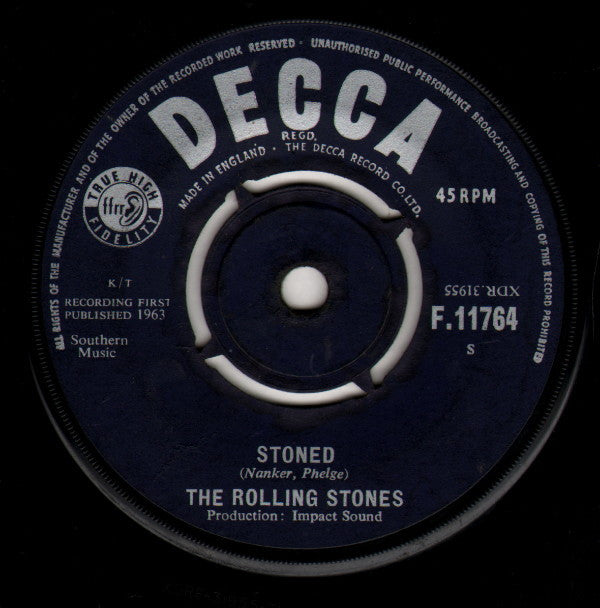 ALL RIGHTS OF THE MANUFACTURER AND OF THE OWNER OF THE RECORDED WORK RESERVED · UNAUTHORISED PUBLIC PERFORMANCE BROADCASTING AND COPYING OF THIS RECORD PROHIBITED
DECCA
REGD.
MADE IN ENGLAND · THE DECCA RECORD CO. LTD.
TRUE HIGH
ffrr
FIDELITY
45 RPM
K/T
RECORDING FIRST
PUBLISHED 1963
Southern
Music
XDR.31955
F.11764
S
STONED
(Nanker, Phelge)
THE ROLLING STONES
Production: Impact Sound